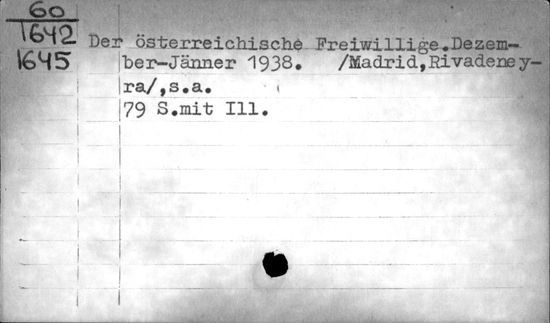 60
1642
1645
Der österreichische Freiwillige.Dezem-
ber-Jänner 1938. /Madrid,Rivadeney-
ra/,s.a.
79 S.mit Ill.